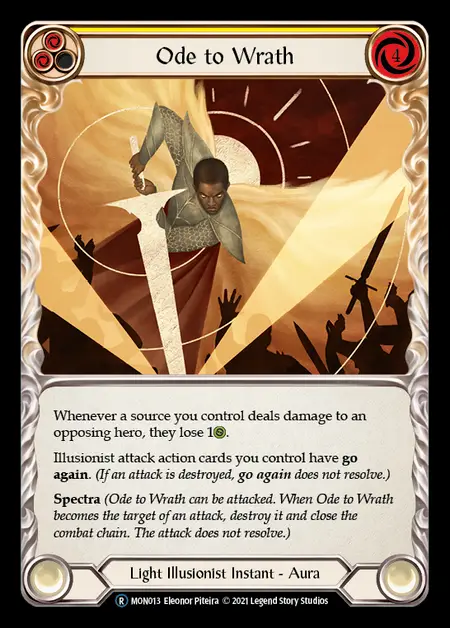 Ode to Wrath
4
Whenever a source you control deals damage to an
opposing hero, they lose 1.
Illusionist attack action cards you control have go
again. (If an attack is destroyed, go again does not resolve.)
Spectra (Ode to Wrath can be attacked. When Ode to Wrath
becomes the target of an attack, destroy it and close the
combat chain. The attack does not resolve.)
Light Illusionist Instant - Aura
R MON013 Eleonor Piteira © 2021 Legend Story Studios